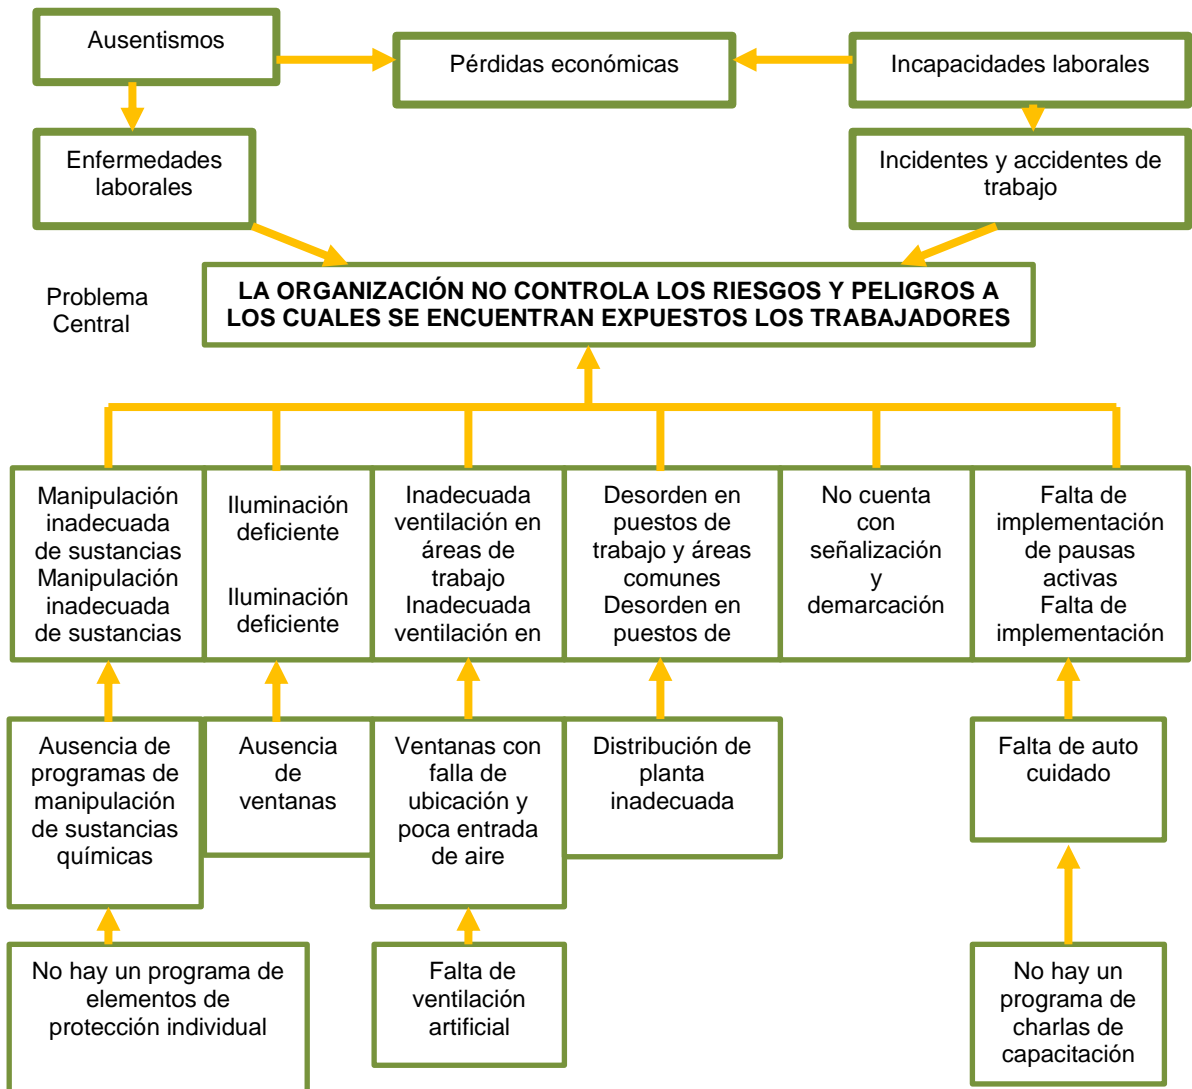 Ausentismos
Pérdidas económicas
Incapacidades laborales
Enfermedades
laborales
Incidentes y accidentes de
trabajo
Problema
Central
LA ORGANIZACIÓN NO CONTROLA LOS RIESGOS Y PELIGROS A
LOS CUALES SE ENCUENTRAN EXPUESTOS LOS TRABAJADORES
Manipulación
inadecuada
de sustancias
Manipulación
inadecuada
de sustancias
Iluminación
deficiente
Iluminación
deficiente
Inadecuada
ventilación en
áreas de
trabajo
Inadecuada
ventilación en
Desorden en
puestos de
trabajo y áreas
comunes
Desorden en
puestos de
No cuenta
con
señalización
y
demarcación
Falta de
implementación
de pausas
activas
Falta de
implementación
Ausencia de
programas de
manipulación
de sustancias
químicas
Ausencia
de
ventanas
Ventanas con
falla de
ubicación y
poca entrada
de aire
Distribución de
planta
inadecuada
Falta de auto
cuidado
No hay un programa de
elementos de
protección individual
Falta de
ventilación
artificial
No hay un
programa de
charlas de
capacitación